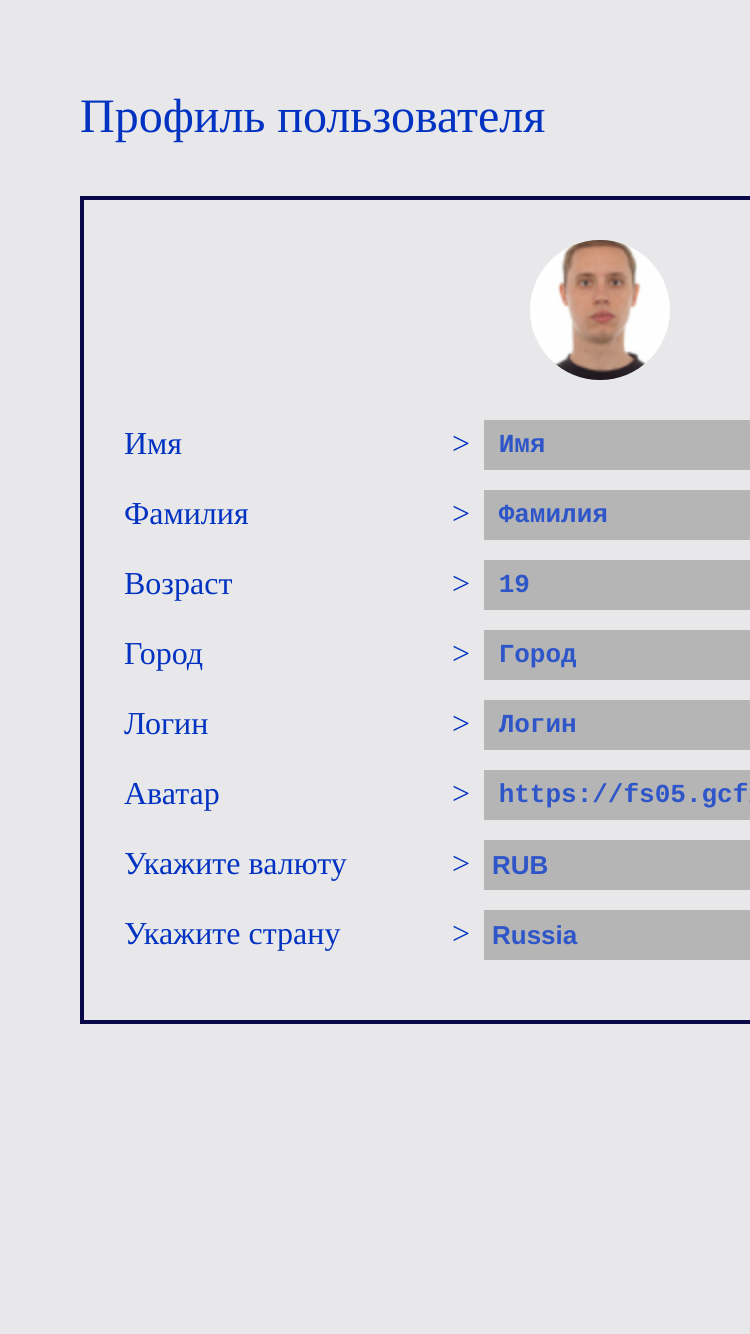 Профиль пользователя
Имя > Имя
Фамилия > Фамилия
Возраст > 19
Город > Город
Логин > Логин
Аватар > https://fs05.gcf
Укажите валюту > RUB
Укажите страну > Russia